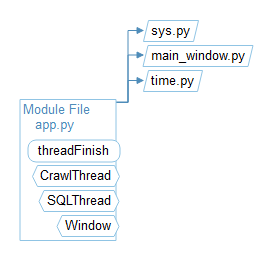 sys.py
main_window.py
time.py
Module File
app.py
threadFinish
CrawlThread
SQLThread
Window